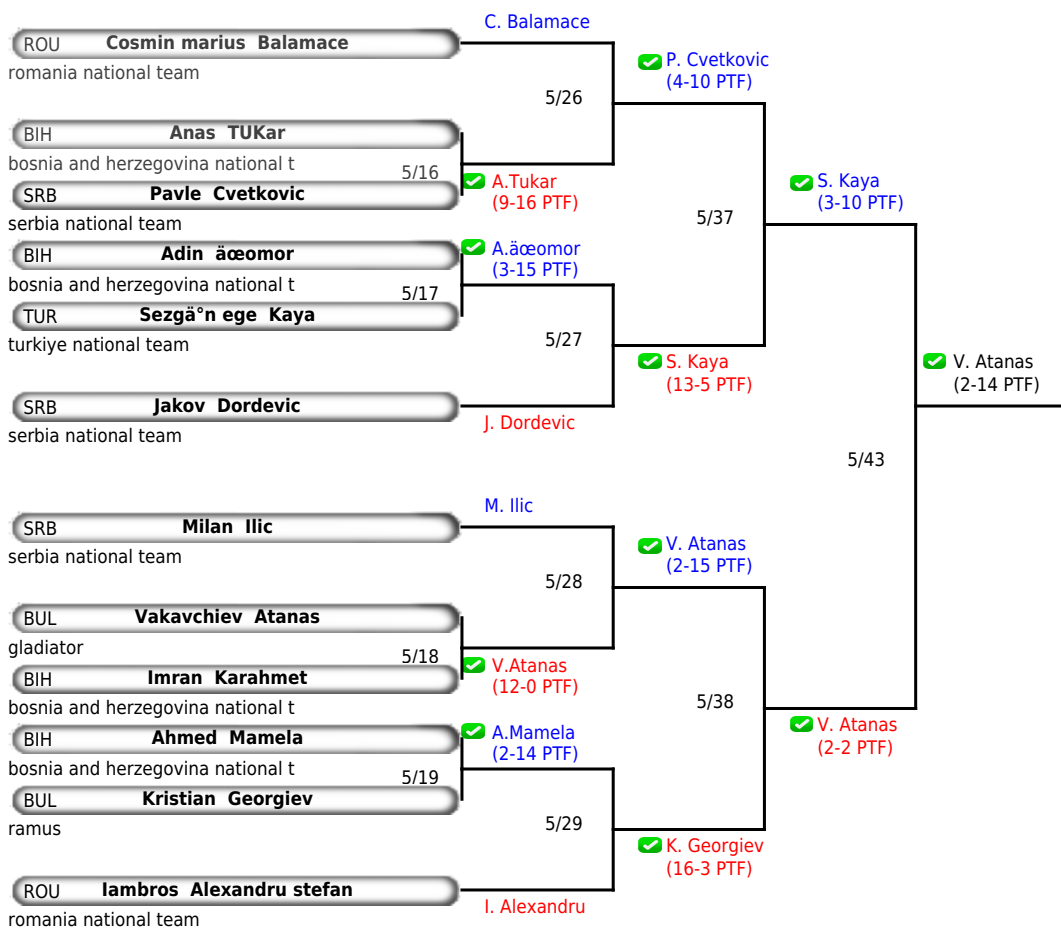 C. Balamace
ROU Cosmin marius Balamace
romania national team
P. Cvetkovic
(4-10 PTF)
5/26
BIH Anas TUKar
bosnia and herzegovina national t
5/16
A.Tukar
(9-16 PTF)
SRB Pavle Cvetkovic
serbia national team
S. Kaya
(3-10 PTF)
5/37
BIH Adin äœomor
bosnia and herzegovina national t
A.äœomor
(3-15 PTF)
5/17
TUR Sezgä°n ege Kaya
turkiye national team
5/27
S. Kaya
(13-5 PTF)
V. Atanas
(2-14 PTF)
SRB Jakov Dordevic
serbia national team
J. Dordevic
5/43
M. Ilic
SRB Milan Ilic
serbia national team
V. Atanas
(2-15 PTF)
5/28
BUL Vakavchiev Atanas
gladiator
5/18
V.Atanas
(12-0 PTF)
BIH Imran Karahmet
bosnia and herzegovina national t
5/38
V. Atanas
(2-2 PTF)
BIH Ahmed Mamela
bosnia and herzegovina national t
A.Mamela
(2-14 PTF)
5/19
BUL Kristian Georgiev
ramus
5/29
K. Georgiev
(16-3 PTF)
ROU Iambros Alexandru stefan
romania national team
I. Alexandru